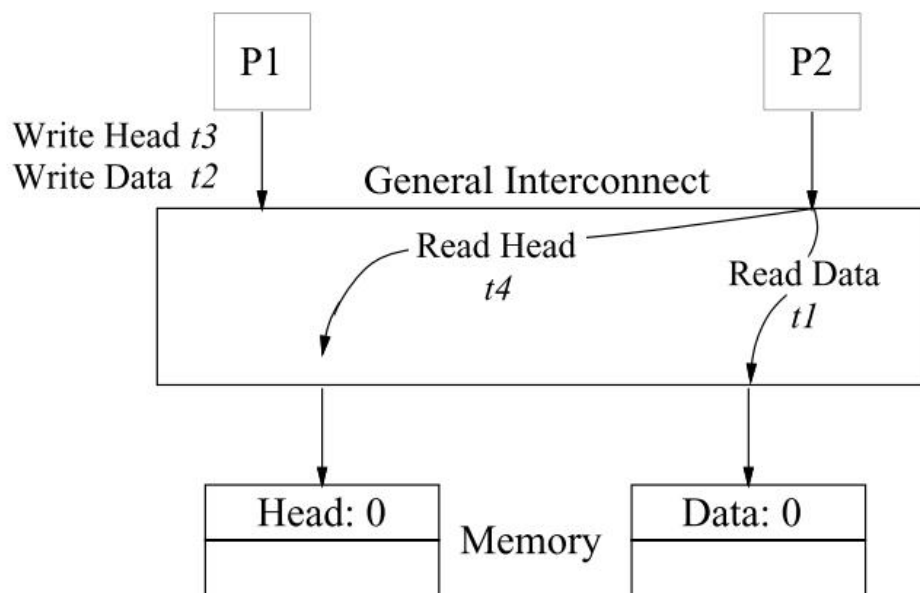 P1
P2
Write Head t3
Write Data t2
General Interconnect
Read Head
t4
Read Data
t1
Head: 0
Memory
Data: 0